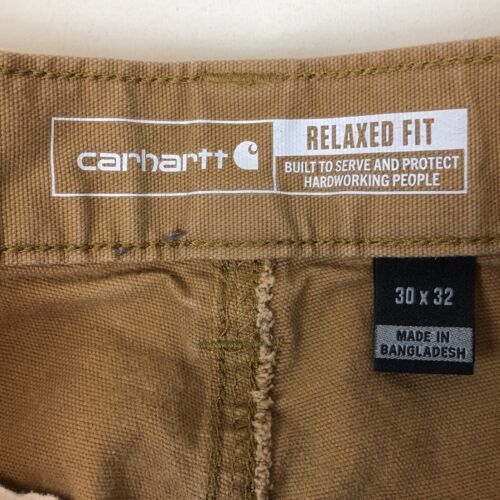 carhartt
RELAXED FIT
BUILT TO SERVE AND PROTECT
HARDWORKING PEOPLE
30 x 32
MADE IN
BANGLADESH